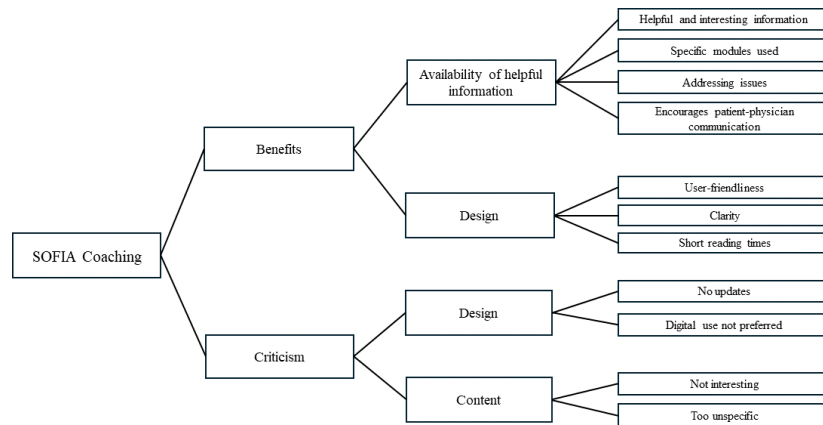 SOFIA Coaching
Benefits
Availability of helpful
information
Helpful and interesting information
Specific modules used
Addressing issues
Encourages patient-physician
communication
Design
User-friendliness
Clarity
Short reading times
Criticism
Design
No updates
Digital use not preferred
Content
Not interesting
Too unspecific